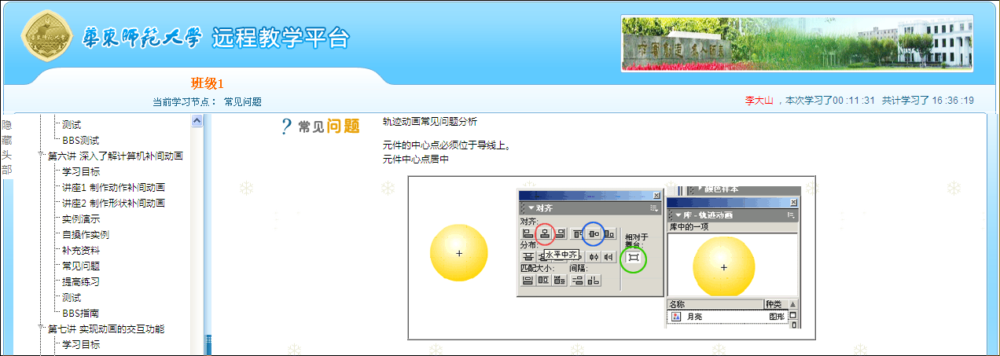 華東師範大學 远程教学平台
班级1
当前学习节点： 常见问题
李大山 ，本次学习了00 :11 :31 共计学习了 16 :36 :19
隐藏头部
测试
BBS测试
第六讲 深入了解计算机补间动画
学习目标
讲座1 制作动作补间动画
讲座2 制作形状补间动画
实例演示
自操作实例
补充资料
常见问题
提高练习
测试
BBS指南
第七讲 实现动画的交互功能
学习目标
? 常见问题
轨迹动画常见问题分析
元件的中心点必须位于导线上。
元件中心点居中
对齐
对齐:
分布:
水平中齐
匹配大小: 间隔:
相对于
舞台:
颜色样本
库 - 轨迹动画
库中的一项
名称 种类
月亮 图形